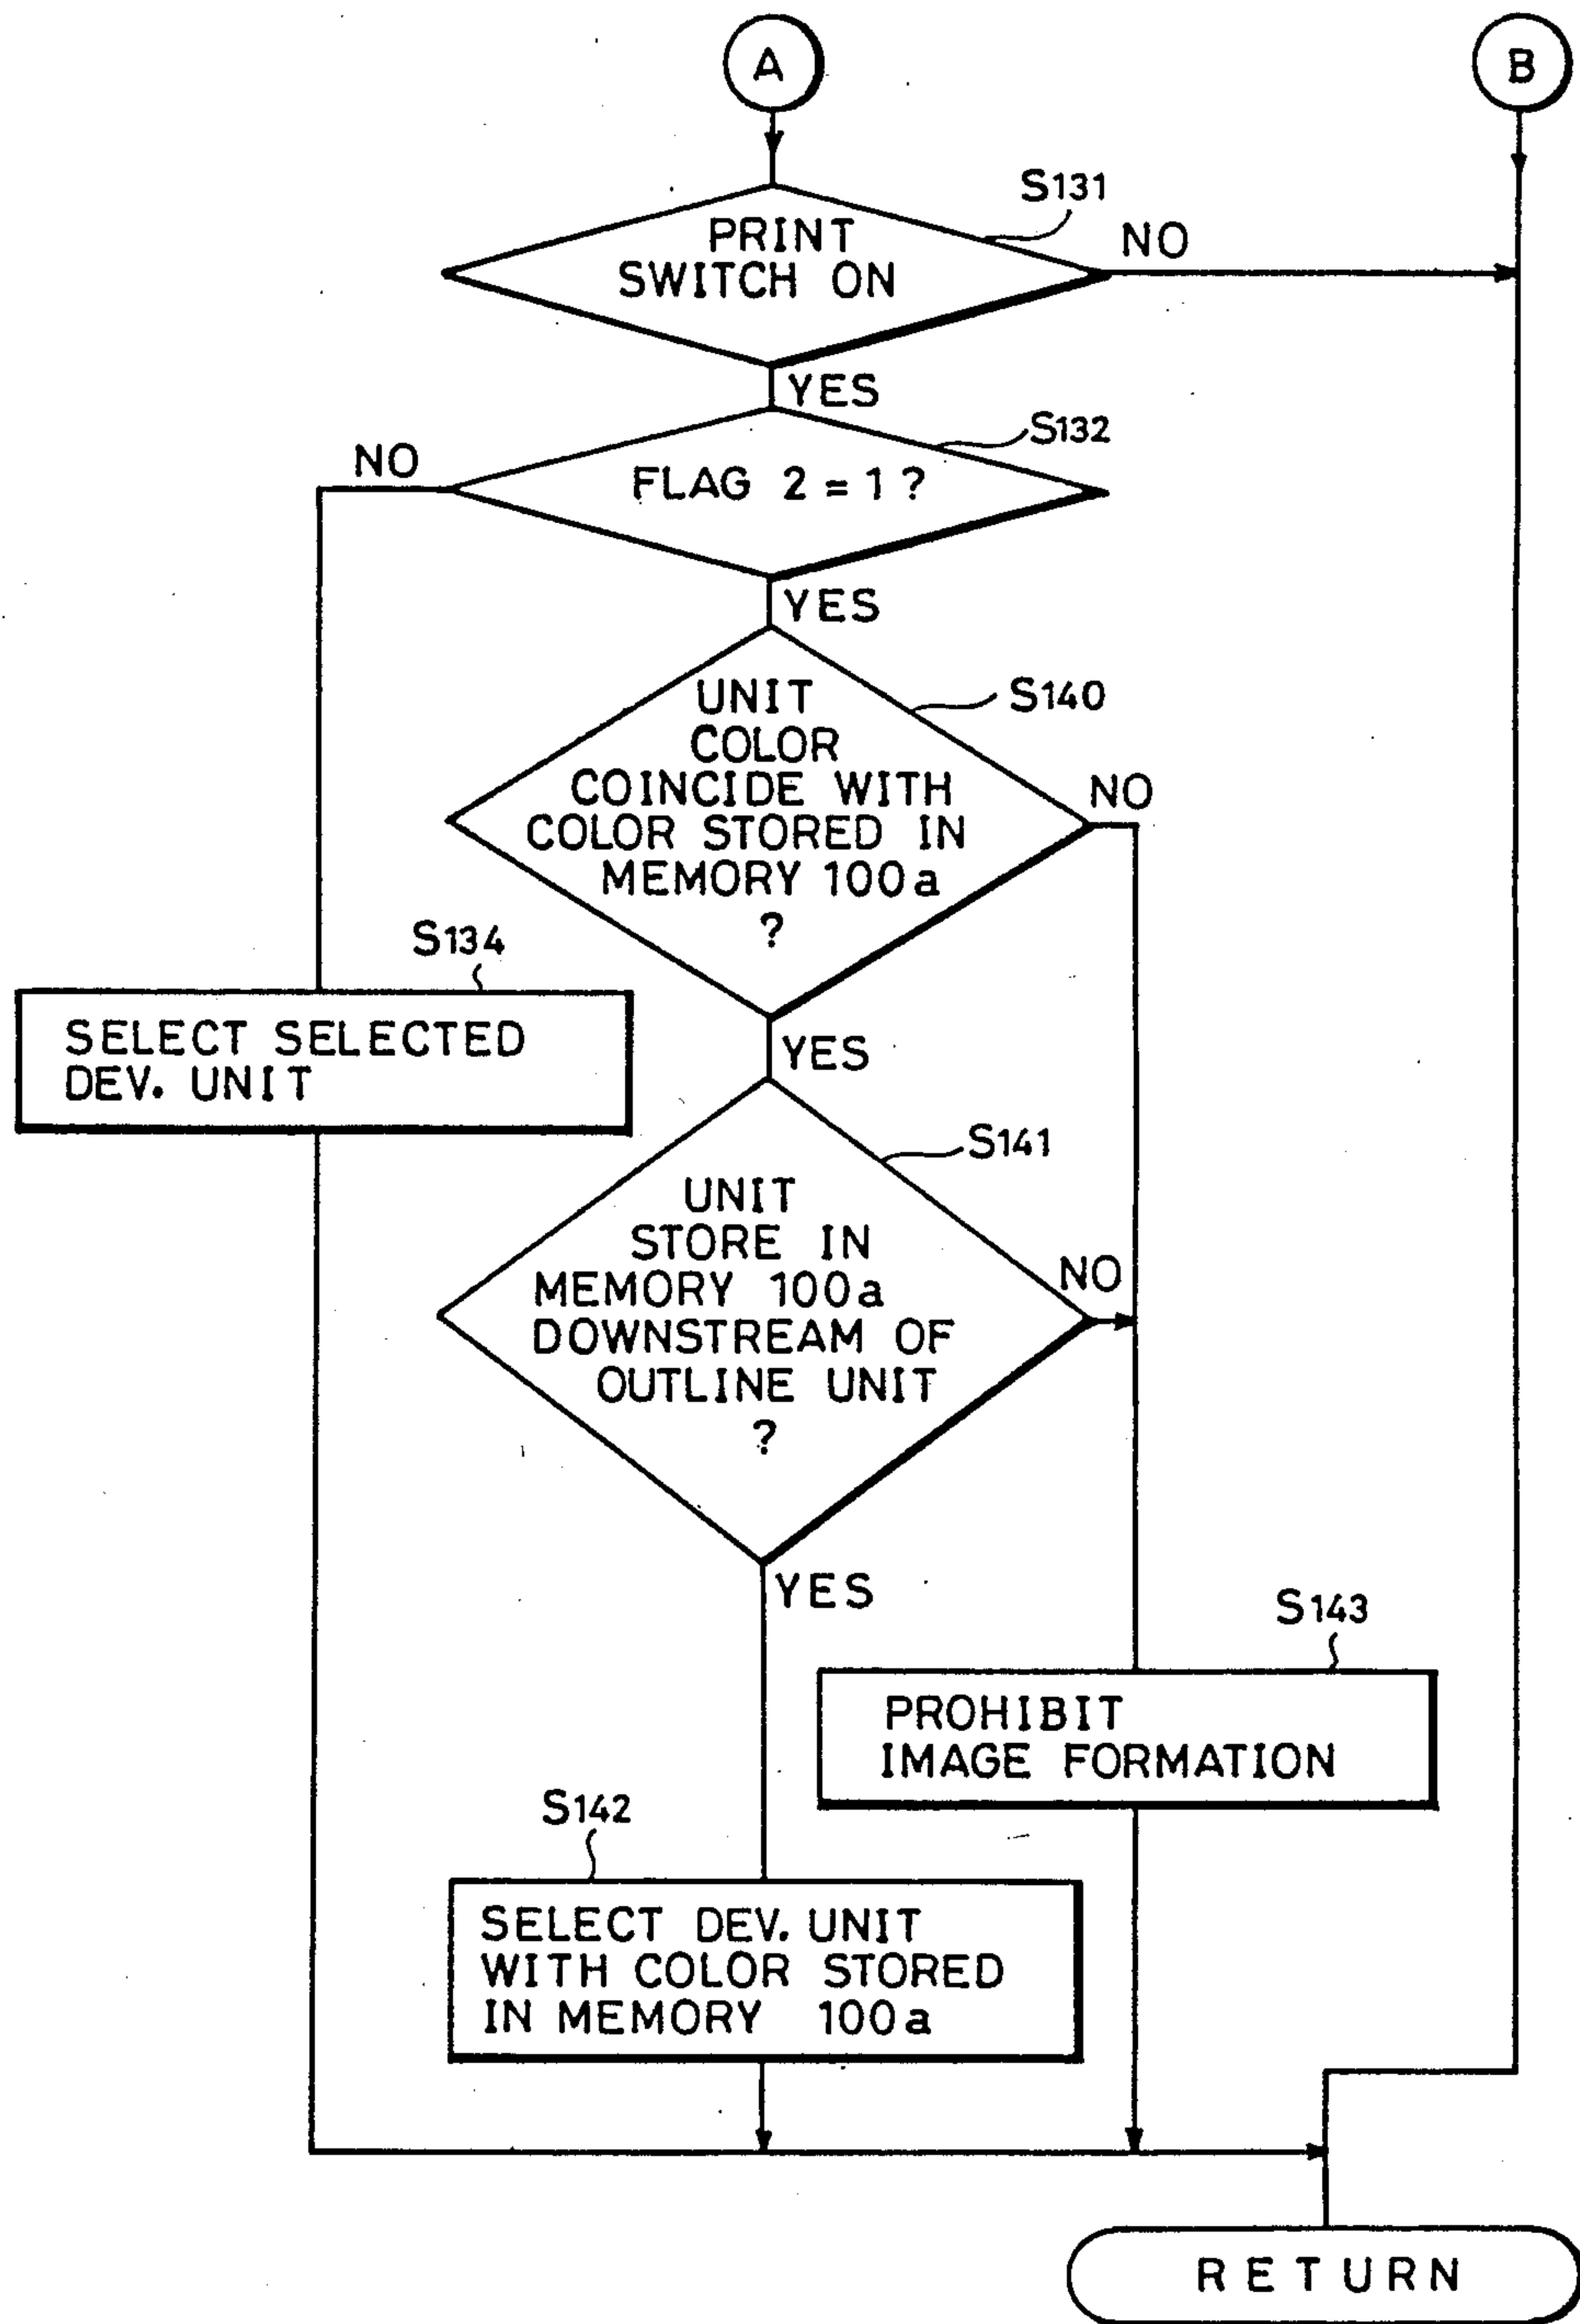 A
B
S131
PRINT
SWITCH ON
NO
YES
S132
NO
FLAG 2 = 1 ?
YES
S140
UNIT
COLOR
COINCIDE WITH
COLOR STORED IN
MEMORY 100a
?
NO
S134
SELECT SELECTED
DEV. UNIT
YES
S141
UNIT
STORE IN
MEMORY 100a
DOWNSTREAM OF
OUTLINE UNIT
?
NO
YES
S143
PROHIBIT
IMAGE FORMATION
S142
SELECT DEV. UNIT
WITH COLOR STORED
IN MEMORY 100a
RETURN